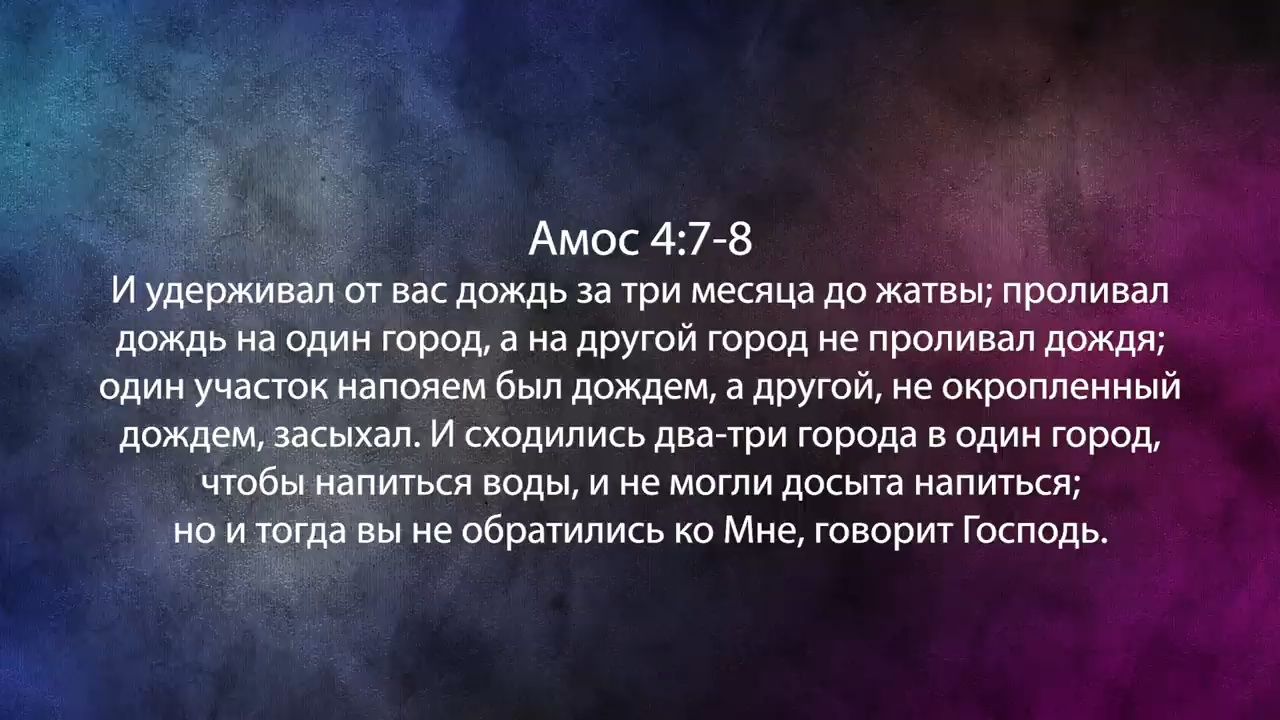 Амос 4:7-8
И удерживал от вас дождь за три месяца до жатвы; проливал
дождь на один город, а на другой город не проливал дождя;
один участок напояем был дождем, а другой, не окропленный
дождем, засыхал. И сходились два-три города в один город,
чтобы напиться воды, и не могли досыта напиться;
но и тогда вы не обратились ко Мне, говорит Господь.